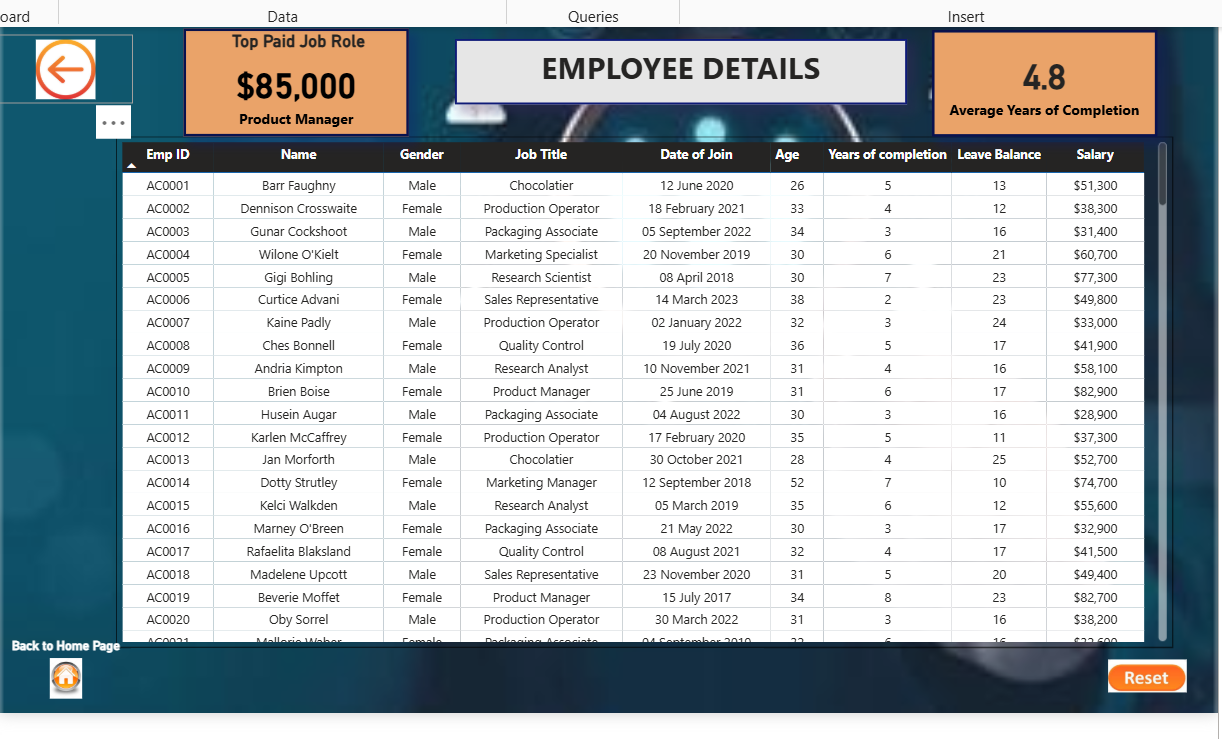 oard Data Queries Insert
Top Paid Job Role
$85,000
Product Manager
EMPLOYEE DETAILS
4.8
Average Years of Completion
Emp ID Name Gender Job Title Date of Join Age Years of completion Leave Balance Salary
AC0001 Barr Faughny Male Chocolatier 12 June 2020 26 5 13 $51,300
AC0002 Dennison Crosswaite Female Production Operator 18 February 2021 33 4 12 $38,300
AC0003 Gunar Cockshoot Male Packaging Associate 05 September 2022 34 3 16 $31,400
AC0004 Wilone O'Kielt Female Marketing Specialist 20 November 2019 30 6 21 $60,700
AC0005 Gigi Bohling Male Research Scientist 08 April 2018 30 7 23 $77,300
AC0006 Curtice Advani Female Sales Representative 14 March 2023 38 2 23 $49,800
AC0007 Kaine Padly Male Production Operator 02 January 2022 32 3 24 $33,000
AC0008 Ches Bonnell Female Quality Control 19 July 2020 36 5 17 $41,900
AC0009 Andria Kimpton Male Research Analyst 10 November 2021 31 4 16 $58,100
AC0010 Brien Boise Female Product Manager 25 June 2019 31 6 17 $82,900
AC0011 Husein Augar Male Packaging Associate 04 August 2022 30 3 16 $28,900
AC0012 Karlen McCaffrey Female Production Operator 17 February 2020 35 5 11 $37,300
AC0013 Jan Morforth Male Chocolatier 30 October 2021 28 4 25 $52,700
AC0014 Dotty Strutley Female Marketing Manager 12 September 2018 52 7 10 $74,700
AC0015 Kelci Walkden Male Research Analyst 05 March 2019 35 6 12 $55,600
AC0016 Marney O'Breen Female Packaging Associate 21 May 2022 30 3 17 $32,900
AC0017 Rafaelita Blaksland Female Quality Control 08 August 2021 32 4 17 $41,500
AC0018 Madelene Upcott Male Sales Representative 23 November 2020 31 5 20 $49,400
AC0019 Beverie Moffet Female Product Manager 15 July 2017 34 8 23 $82,700
AC0020 Oby Sorrel Male Production Operator 30 March 2022 31 3 16 $38,200
AC0021 Female Packaging Associate
Back to Home Page
Reset